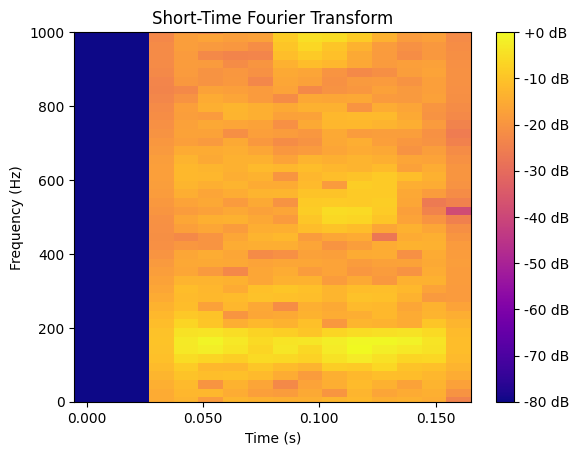 Short-Time Fourier Transform
1000
800
600
400
200
0
Frequency (Hz)
0.000
0.050
0.100
0.150
Time (s)
+0 dB
-10 dB
-20 dB
-30 dB
-40 dB
-50 dB
-60 dB
-70 dB
-80 dB